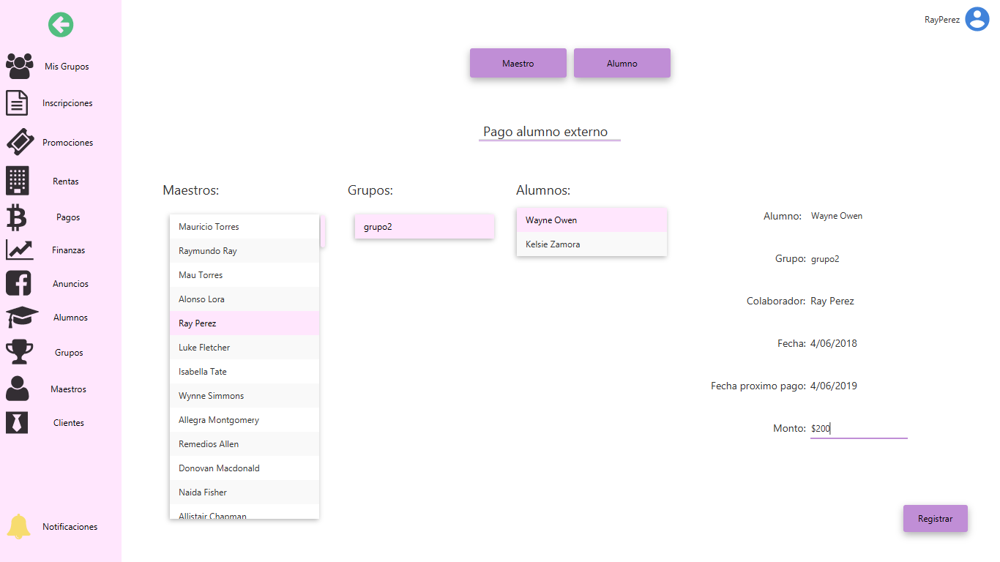 RayPerez
Mis Grupos
Inscripciones
Promociones
Rentas
Pagos
Finanzas
Anuncios
Alumnos
Grupos
Maestros
Clientes
Notificaciones
Maestro
Alumno
Pago alumno externo
Maestros:
Mauricio Torres
Raymundo Ray
Mau Torres
Alonso Lora
Ray Perez
Luke Fletcher
Isabella Tate
Wynne Simmons
Allegra Montgomery
Remedios Allen
Donovan Macdonald
Naida Fisher
Allistair Chapman
Grupos:
grupo2
Alumnos:
Wayne Owen
Kelsie Zamora
Alumno: Wayne Owen
Grupo: grupo2
Colaborador: Ray Perez
Fecha: 4/06/2018
Fecha proximo pago: 4/06/2019
Monto: $200
Registrar